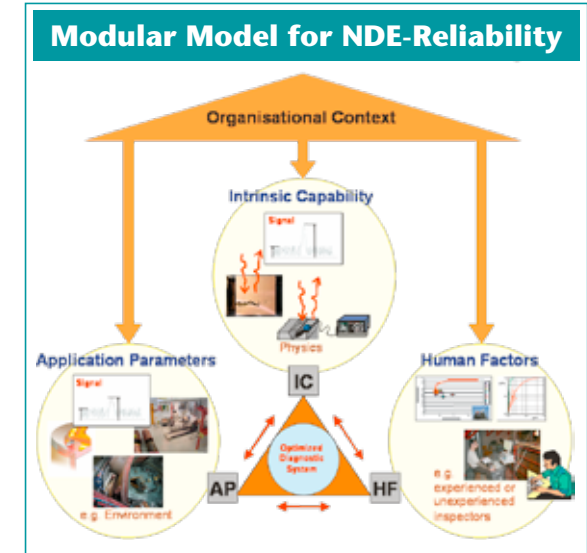 Modular Model for NDE-Reliability
Organisational Context
Intrinsic Capability
Signal
Physics
Application Parameters
Signal
e.g. Environment
Human Factors
e.g.
experienced or
unexperienced
inspectors
IC
Optimized
Diagnostic
System
AP
HF